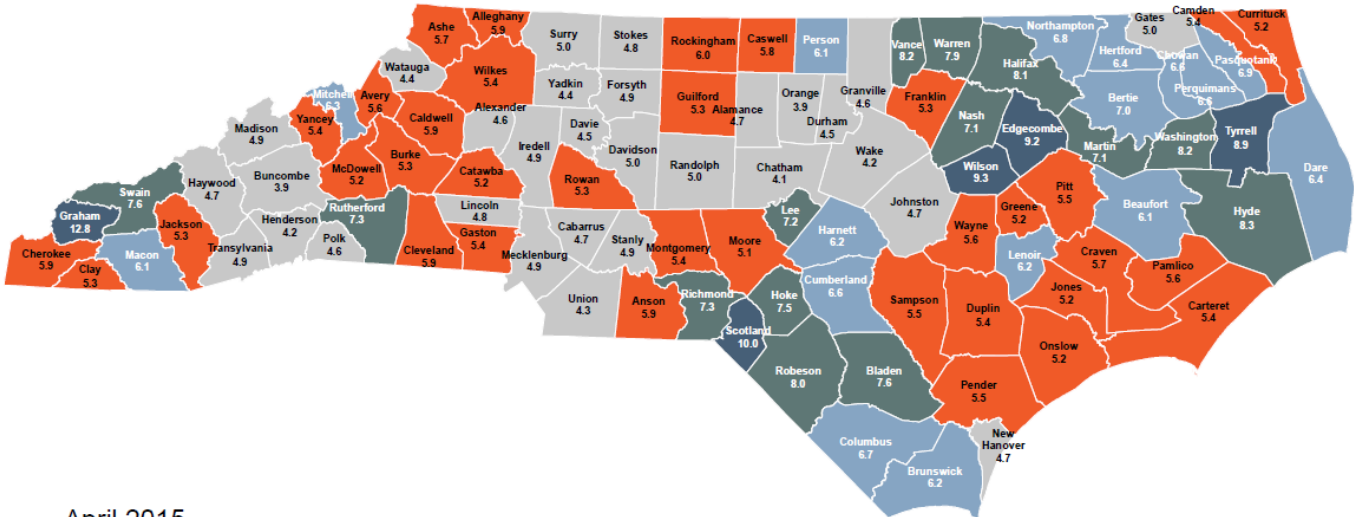 Ashe
5.7
Alleghany
5.9
Surry
5.0
Stokes
4.8
Rockingham
6.0
Caswell
5.8
Person
6.1
Vance
8.2
Warren
7.9
Northampton
6.8
Gates
5.0
Camden
5.4
Currituck
5.2
Hertford
6.4
Chowan
6.6
Pasquotank
6.9
Perquimans
6.6
Halifax
8.1
Bertie
7.0
Watauga
4.4
Wilkes
5.4
Yadkin
4.4
Forsyth
4.9
Guilford
5.3
Alamance
4.7
Orange
3.9
Durham
4.5
Granville
4.6
Franklin
5.3
Nash
7.1
Edgecombe
9.2
Martin
7.1
Washington
8.2
Tyrrell
8.9
Dare
6.4
Mitchell
6.3
Avery
5.6
Yancey
5.4
Caldwell
5.9
Alexander
4.6
Davie
4.5
Iredell
4.9
Davidson
5.0
Randolph
5.0
Chatham
4.1
Wake
4.2
Wilson
9.3
Madison
4.9
Buncombe
3.9
McDowell
5.2
Burke
5.3
Catawba
5.2
Rowan
5.3
Johnston
4.7
Greene
5.2
Pitt
5.5
Beaufort
6.1
Hyde
8.3
Swain
7.6
Haywood
4.7
Graham
12.8
Jackson
5.3
Henderson
4.2
Rutherford
7.3
Lincoln
4.8
Lee
7.2
Harnett
6.2
Wayne
5.6
Lenoir
6.2
Craven
5.7
Pamlico
5.6
Cherokee
5.9
Clay
5.3
Macon
6.1
Transylvania
4.9
Polk
4.6
Cleveland
5.9
Gaston
5.4
Mecklenburg
4.9
Cabarrus
4.7
Stanly
4.9
Montgomery
5.4
Moore
5.1
Cumberland
6.6
Sampson
5.5
Duplin
5.4
Jones
5.2
Carteret
5.4
Union
4.3
Anson
5.9
Richmond
7.3
Hoke
7.5
Scotland
10.0
Onslow
5.2
Robeson
8.0
Bladen
7.6
Pender
5.5
Columbus
6.7
Brunswick
6.2
New
Hanover
4.7
April 2015